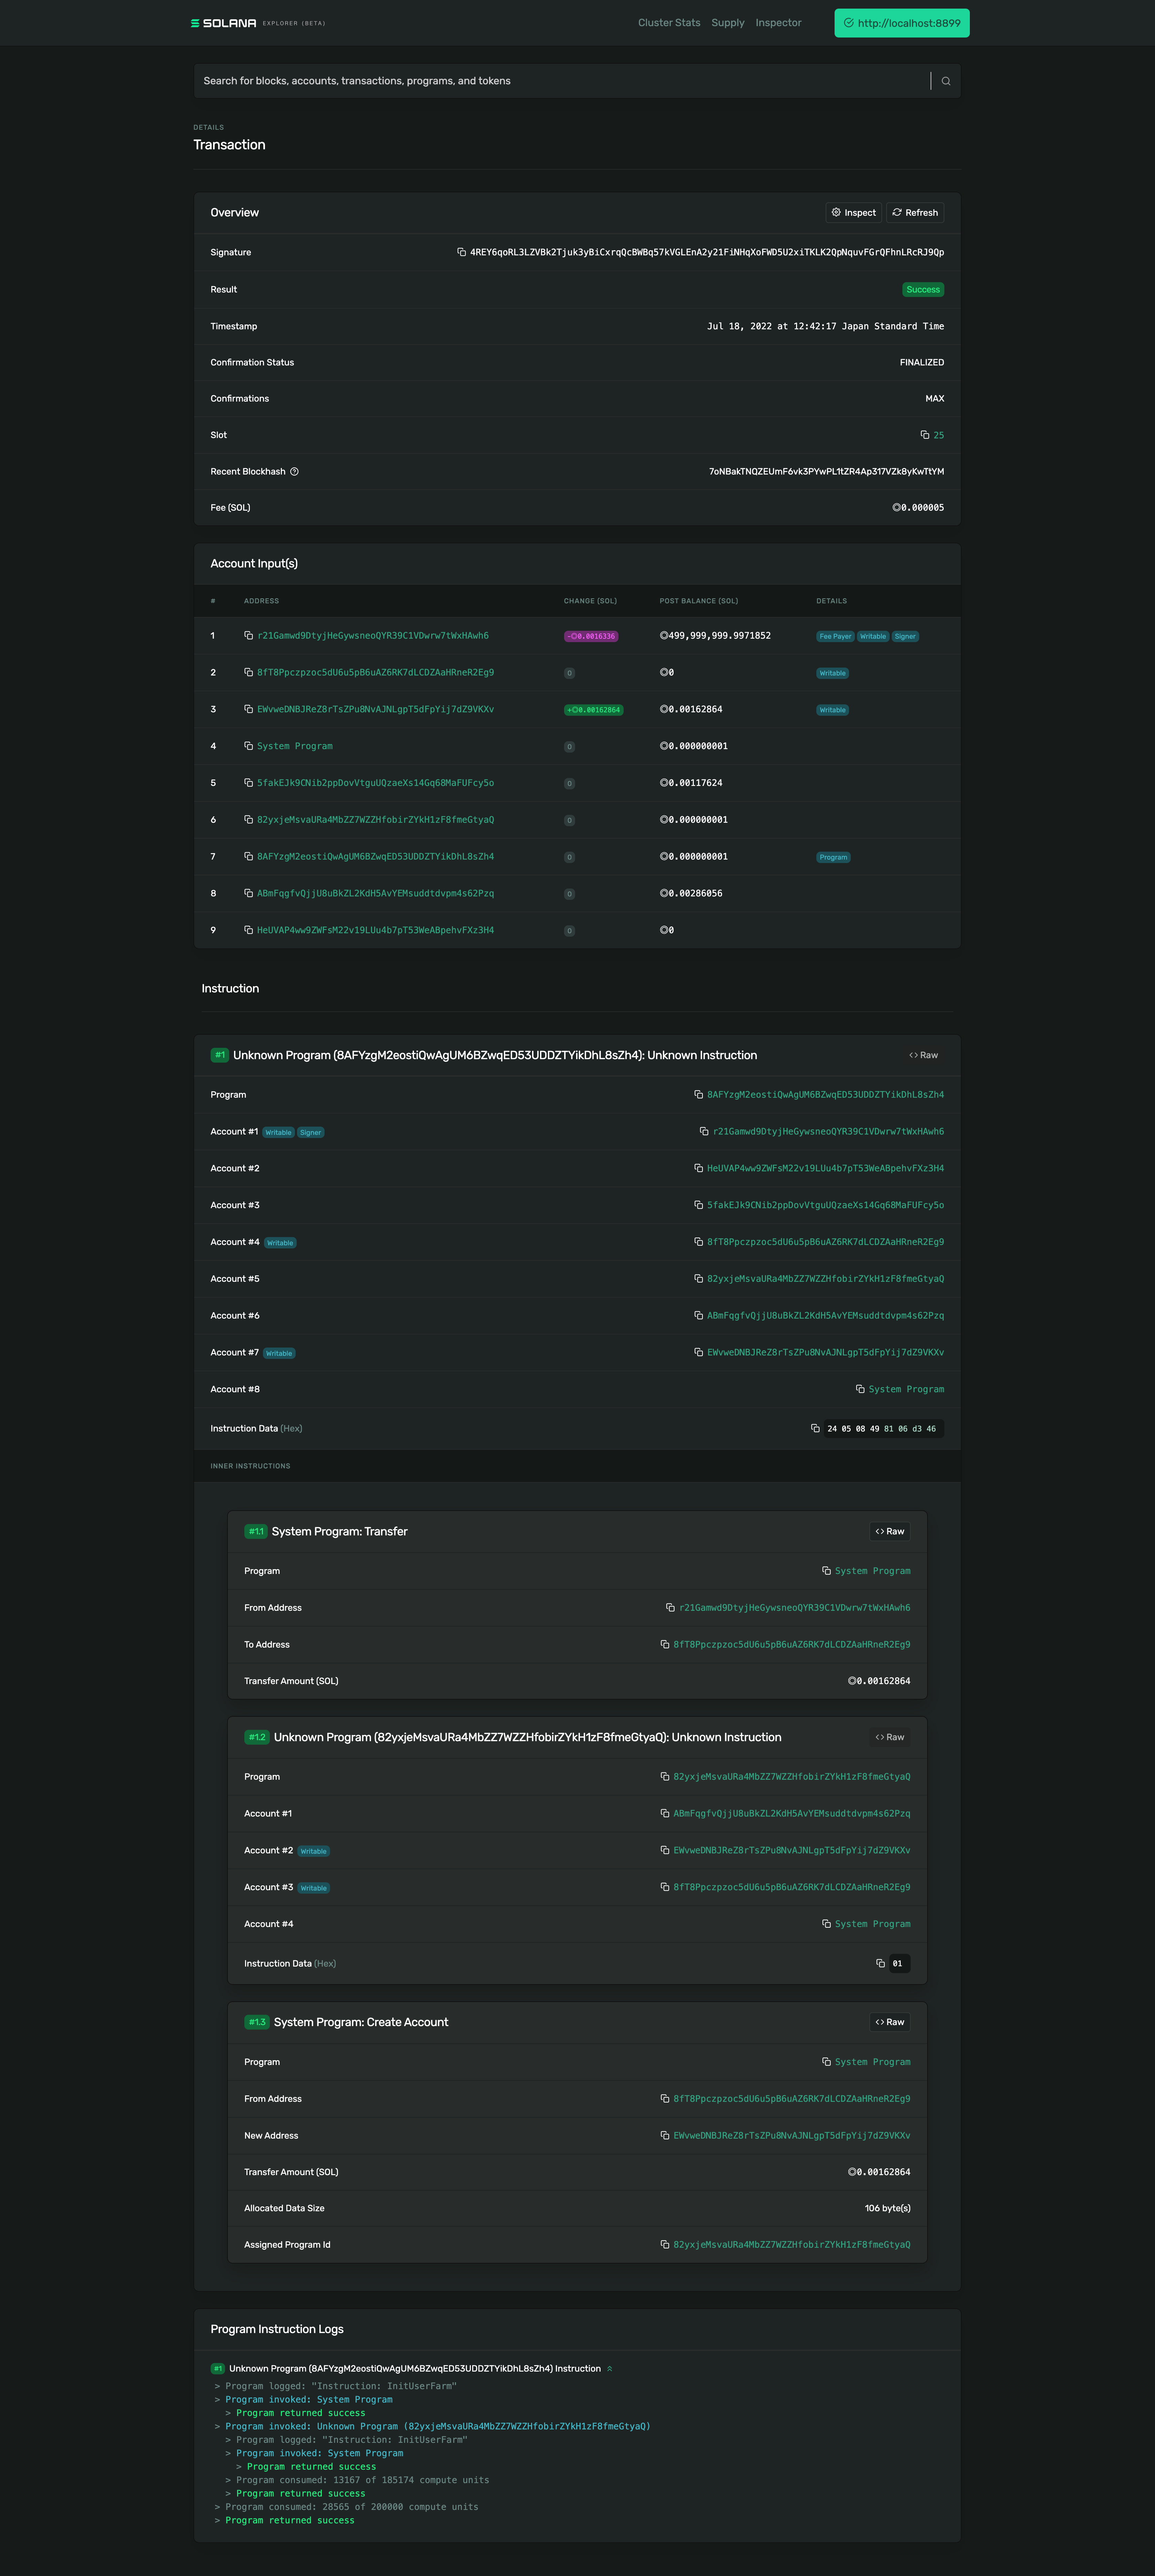 SOLANA EXPLORER (BETA)
Cluster Stats Supply Inspector http://localhost:8899
Search for blocks, accounts, transactions, programs, and tokens
DETAILS
Transaction
Overview Inspect Refresh
Signature 4REY6qoRL3LZVBk2Tjuk3yBiCxrqQcBWBq57kVGLEnA2y21FiNHqXoFWD5U2xiTKLK2QpNquvFGrQFhnLRcRJ9Qp
Result Success
Timestamp Jul 18, 2022 at 12:42:17 Japan Standard Time
Confirmation Status FINALIZED
Confirmations MAX
Slot 25
Recent Blockhash 7oNBakTNQZEUmF6vk3PYwPL1tZR4Ap317VZk8yKwTtYM
Fee (SOL) ◎0.000005
Account Input(s)
# ADDRESS CHANGE (SOL) POST BALANCE (SOL) DETAILS
1 r21Gamwd9DtyjHeGywsneoQYR39C1VDwrw7tWxHAwh6 -◎0.0016336 ◎499,999,999.9971852 Fee Payer Writable Signer
2 8fT8Ppczpzoc5dU6u5pB6uAZ6RK7dLCDZAaHRneR2Eg9 0 ◎0 Writable
3 EWvweDNBJReZ8rTsZPu8NvAJNLgpT5dFpYij7dZ9VKXv +◎0.00162864 ◎0.00162864 Writable
4 System Program 0 ◎0.000000001
5 5fakEJk9CNib2ppDovVtguUQzaeXs14Gq68MaFUFcy5o 0 ◎0.00117624
6 82yxjeMsvaURa4MbZZ7WZZHfobirZYkH1zF8fmeGtyaQ 0 ◎0.000000001
7 8AFYzgM2eostiQwAgUM6BZwqED53UDDZTYikDhL8sZh4 0 ◎0.000000001 Program
8 ABmFqgfvQjjU8uBkZL2KdH5AvYEMsuddtdvpm4s62Pzq 0 ◎0.00286056
9 HeUVAP4ww9ZWFsM22v19LUu4b7pT53WeABpehvFXz3H4 0 ◎0
Instruction
#1 Unknown Program (8AFYzgM2eostiQwAgUM6BZwqED53UDDZTYikDhL8sZh4): Unknown Instruction Raw
Program 8AFYzgM2eostiQwAgUM6BZwqED53UDDZTYikDhL8sZh4
Account #1 Writable Signer r21Gamwd9DtyjHeGywsneoQYR39C1VDwrw7tWxHAwh6
Account #2 HeUVAP4ww9ZWFsM22v19LUu4b7pT53WeABpehvFXz3H4
Account #3 5fakEJk9CNib2ppDovVtguUQzaeXs14Gq68MaFUFcy5o
Account #4 Writable 8fT8Ppczpzoc5dU6u5pB6uAZ6RK7dLCDZAaHRneR2Eg9
Account #5 82yxjeMsvaURa4MbZZ7WZZHfobirZYkH1zF8fmeGtyaQ
Account #6 ABmFqgfvQjjU8uBkZL2KdH5AvYEMsuddtdvpm4s62Pzq
Account #7 Writable EWvweDNBJReZ8rTsZPu8NvAJNLgpT5dFpYij7dZ9VKXv
Account #8 System Program
Instruction Data (Hex) 24 05 08 49 81 06 d3 46
INNER INSTRUCTIONS
#1.1 System Program: Transfer Raw
Program System Program
From Address r21Gamwd9DtyjHeGywsneoQYR39C1VDwrw7tWxHAwh6
To Address 8fT8Ppczpzoc5dU6u5pB6uAZ6RK7dLCDZAaHRneR2Eg9
Transfer Amount (SOL) ◎0.00162864
#1.2 Unknown Program (82yxjeMsvaURa4MbZZ7WZZHfobirZYkH1zF8fmeGtyaQ): Unknown Instruction Raw
Program 82yxjeMsvaURa4MbZZ7WZZHfobirZYkH1zF8fmeGtyaQ
Account #1 ABmFqgfvQjjU8uBkZL2KdH5AvYEMsuddtdvpm4s62Pzq
Account #2 Writable EWvweDNBJReZ8rTsZPu8NvAJNLgpT5dFpYij7dZ9VKXv
Account #3 Writable 8fT8Ppczpzoc5dU6u5pB6uAZ6RK7dLCDZAaHRneR2Eg9
Account #4 System Program
Instruction Data (Hex) 01
#1.3 System Program: Create Account Raw
Program System Program
From Address 8fT8Ppczpzoc5dU6u5pB6uAZ6RK7dLCDZAaHRneR2Eg9
New Address EWvweDNBJReZ8rTsZPu8NvAJNLgpT5dFpYij7dZ9VKXv
Transfer Amount (SOL) ◎0.00162864
Allocated Data Size 106 byte(s)
Assigned Program Id 82yxjeMsvaURa4MbZZ7WZZHfobirZYkH1zF8fmeGtyaQ
Program Instruction Logs
#1 Unknown Program (8AFYzgM2eostiQwAgUM6BZwqED53UDDZTYikDhL8sZh4) Instruction
> Program logged: "Instruction: InitUserFarm"
> Program invoked: System Program
> Program returned success
> Program invoked: Unknown Program (82yxjeMsvaURa4MbZZ7WZZHfobirZYkH1zF8fmeGtyaQ)
> Program logged: "Instruction: InitUserFarm"
> Program invoked: System Program
> Program returned success
> Program consumed: 13167 of 185174 compute units
> Program returned success
> Program consumed: 28565 of 200000 compute units
> Program returned success